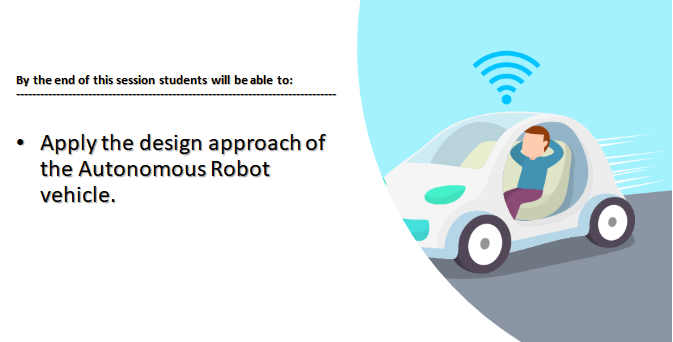 By the end of this session students will be able to:
--------------------------------------------------------------------------------
• Apply the design approach of
the Autonomous Robot
vehicle.